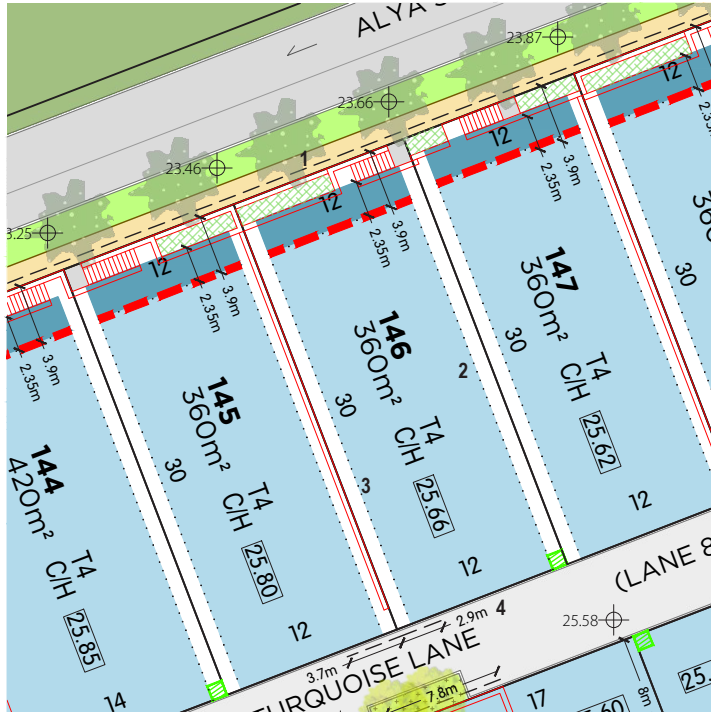 ALYA S
23.87
23.66
23.46
3.25
12
12
12
12
1
2.35m
3.9m
2.35m
3.9m
2.35m
3.9m
2.35m
3.9m
2.3
147
360m²
30
T4
C/H
25.62
12
30
360
146
360m²
30
T4
C/H
25.66
12
2
145
360m²
30
T4
C/H
25.80
12
3
144
420m²
T4
C/H
25.85
14
(LANE 8
25.58
4
2.9m
3.7m
TURQUOISE LANE
7.8m
17
8m
.60
25.